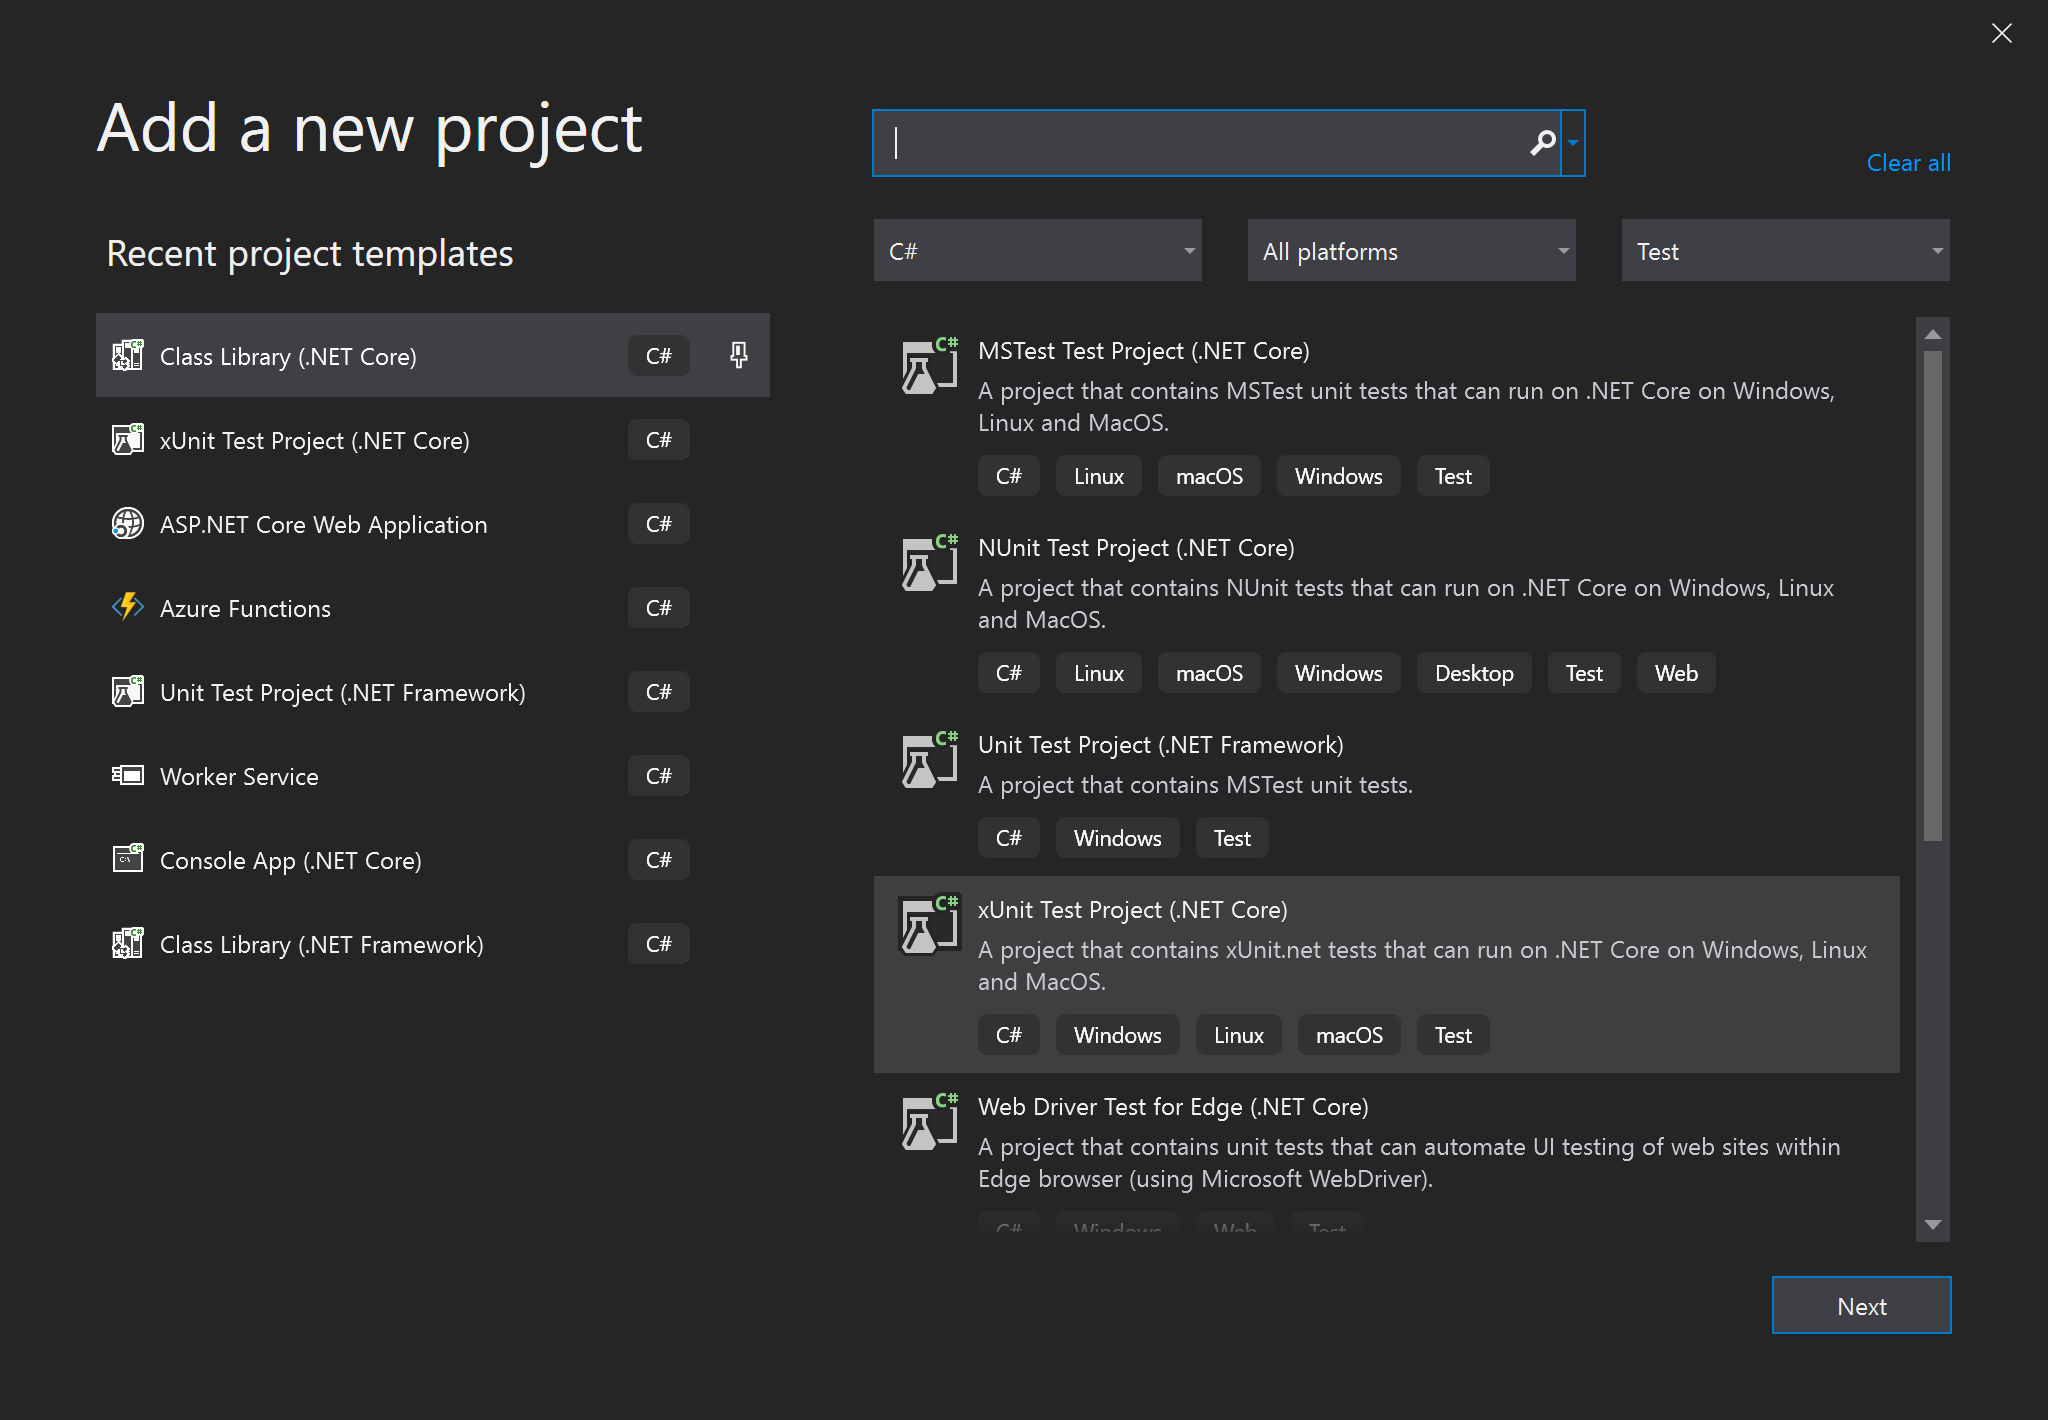 Add a new project
Clear all
Recent project templates
C#
All platforms
Test
Class Library (.NET Core)
C#
xUnit Test Project (.NET Core)
C#
ASP.NET Core Web Application
C#
Azure Functions
C#
Unit Test Project (.NET Framework)
C#
Worker Service
C#
Console App (.NET Core)
C#
Class Library (.NET Framework)
C#
MSTest Test Project (.NET Core)
A project that contains MSTest unit tests that can run on .NET Core on Windows,
Linux and MacOS.
C# Linux macOS Windows Test
NUnit Test Project (.NET Core)
A project that contains NUnit tests that can run on .NET Core on Windows, Linux
and MacOS.
C# Linux macOS Windows Desktop Test Web
Unit Test Project (.NET Framework)
A project that contains MSTest unit tests.
C# Windows Test
xUnit Test Project (.NET Core)
A project that contains xUnit.net tests that can run on .NET Core on Windows, Linux
and MacOS.
C# Windows Linux macOS Test
Web Driver Test for Edge (.NET Core)
A project that contains unit tests that can automate UI testing of web sites within
Edge browser (using Microsoft WebDriver).
C# Windows Web Test
Next